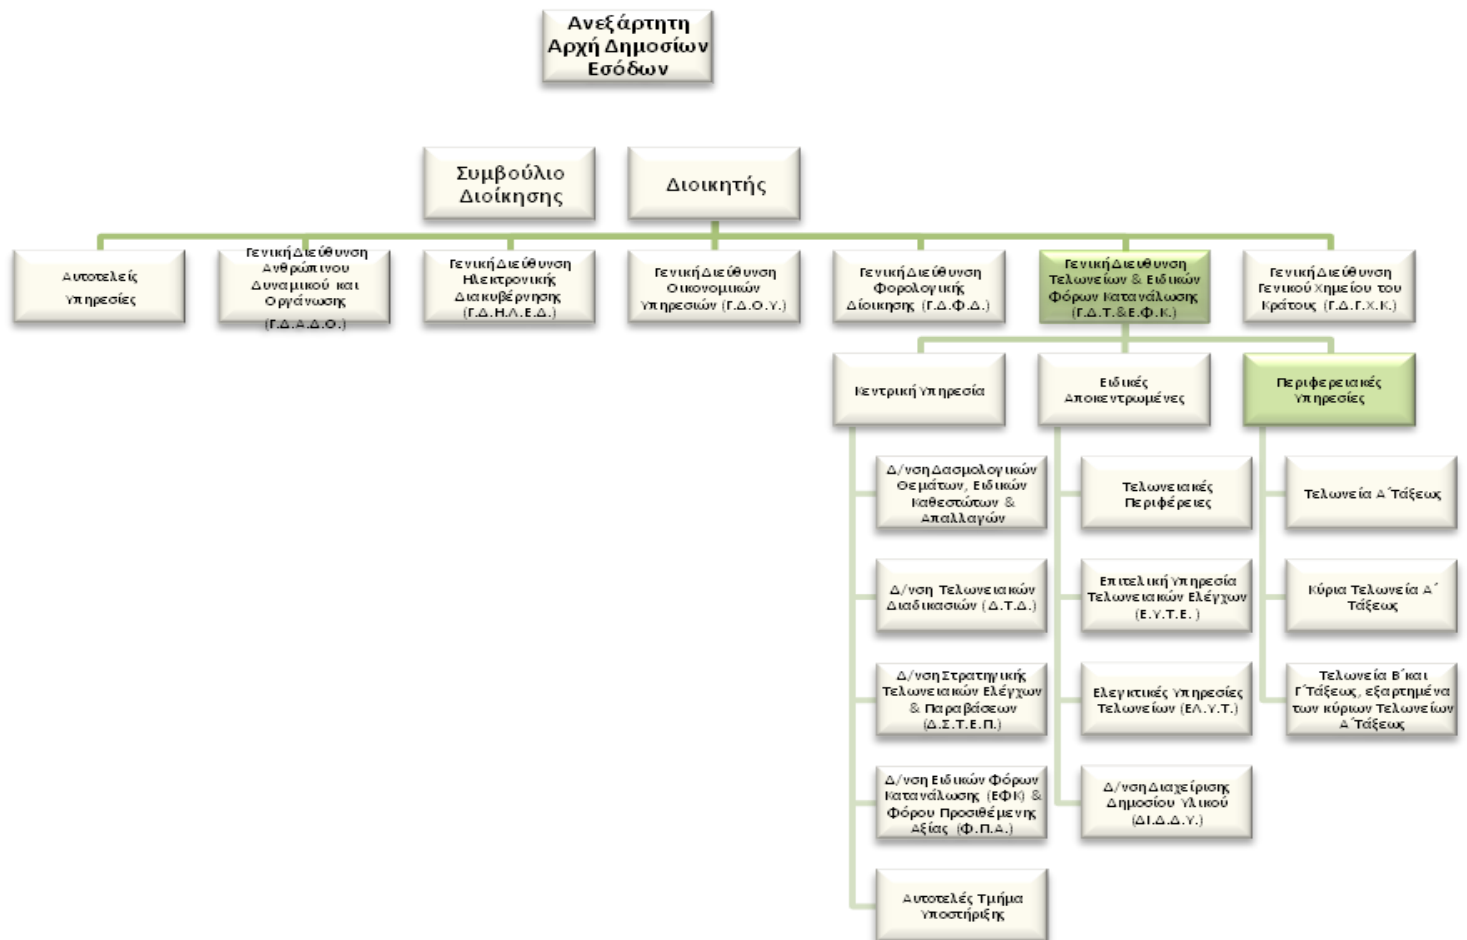 Ανεξάρτητη
Αρχή Δημοσίων
Εσόδων
Συμβούλιο
Διοίκησης
Διοικητής
Αυτοτελείς
Υπηρεσίες
Γενική Διεύθυνση
Ανθρώπινου
Δυναμικού και
Οργάνωσης
(Γ.Δ.Α.Δ.Ο.)
Γενική Διεύθυνση
Ηλεκτρονικής
Διακυβέρνησης
(Γ.Δ.Η.Λ.Ε.Δ.)
Γενική Διεύθυνση
Οικονομικών
Υπηρεσιών (Γ.Δ.Ο.Υ.)
Γενική Διεύθυνση
Φορολογικής
Δίοικησης (Γ.Δ.Φ.Δ.)
Γενική Διευθυνση
Τελωνείων & Ειδικών
Φόρων Κατανάλωσης
(Γ.Δ.Τ.&Ε.Φ.Κ.)
Γενική Διεύθυνση
Γενικού Χημείου του
Κράτους (Γ.Δ.Γ.Χ.Κ.)
Κεντρική Υπηρεσία
Ειδικές
Αποκεντρωμένες
Περιφερειακές
Υπηρεσίες
Δ/νση Δασμολογικών
Θεμάτων, Ειδικών
Καθεστώτων &
Απαλλαγών
Δ/νση Τελωνειακών
Διαδικασιών (Δ.Τ.Δ.)
Δ/νση Στρατηγικής
Τελωνειακών Ελέγχων
& Παραβάσεων
(Δ.Σ.Τ.Ε.Π.)
Δ/νση Ειδικών Φόρων
Κατανάλωσης (ΕΦΚ) &
Φόρου Προσιθέμενης
Αξίας (Φ.Π.Α.)
Αυτοτελές Τμήμα
Υποστήριξης
Τελωνειακές
Περιφέρειες
Επιτελική Υπηρεσία
Τελωνειακών Ελέγχων
(Ε.Υ.Τ.Ε. )
Ελεγκτικές Υπηρεσίες
Τελωνείων (ΕΛ.Υ.Τ.)
Δ/νση Διαχείρισης
Δημοσίου Υλικού
(ΔΙ.Δ.Δ.Υ.)
Τελωνεία Α΄Τάξεως
Κύρια Τελωνεία Α΄
Τάξεως
Τελωνεία Β΄και
Γ΄Τάξεως, εξαρτημένα
των κύριων Τελωνείων
Α΄Τάξεως